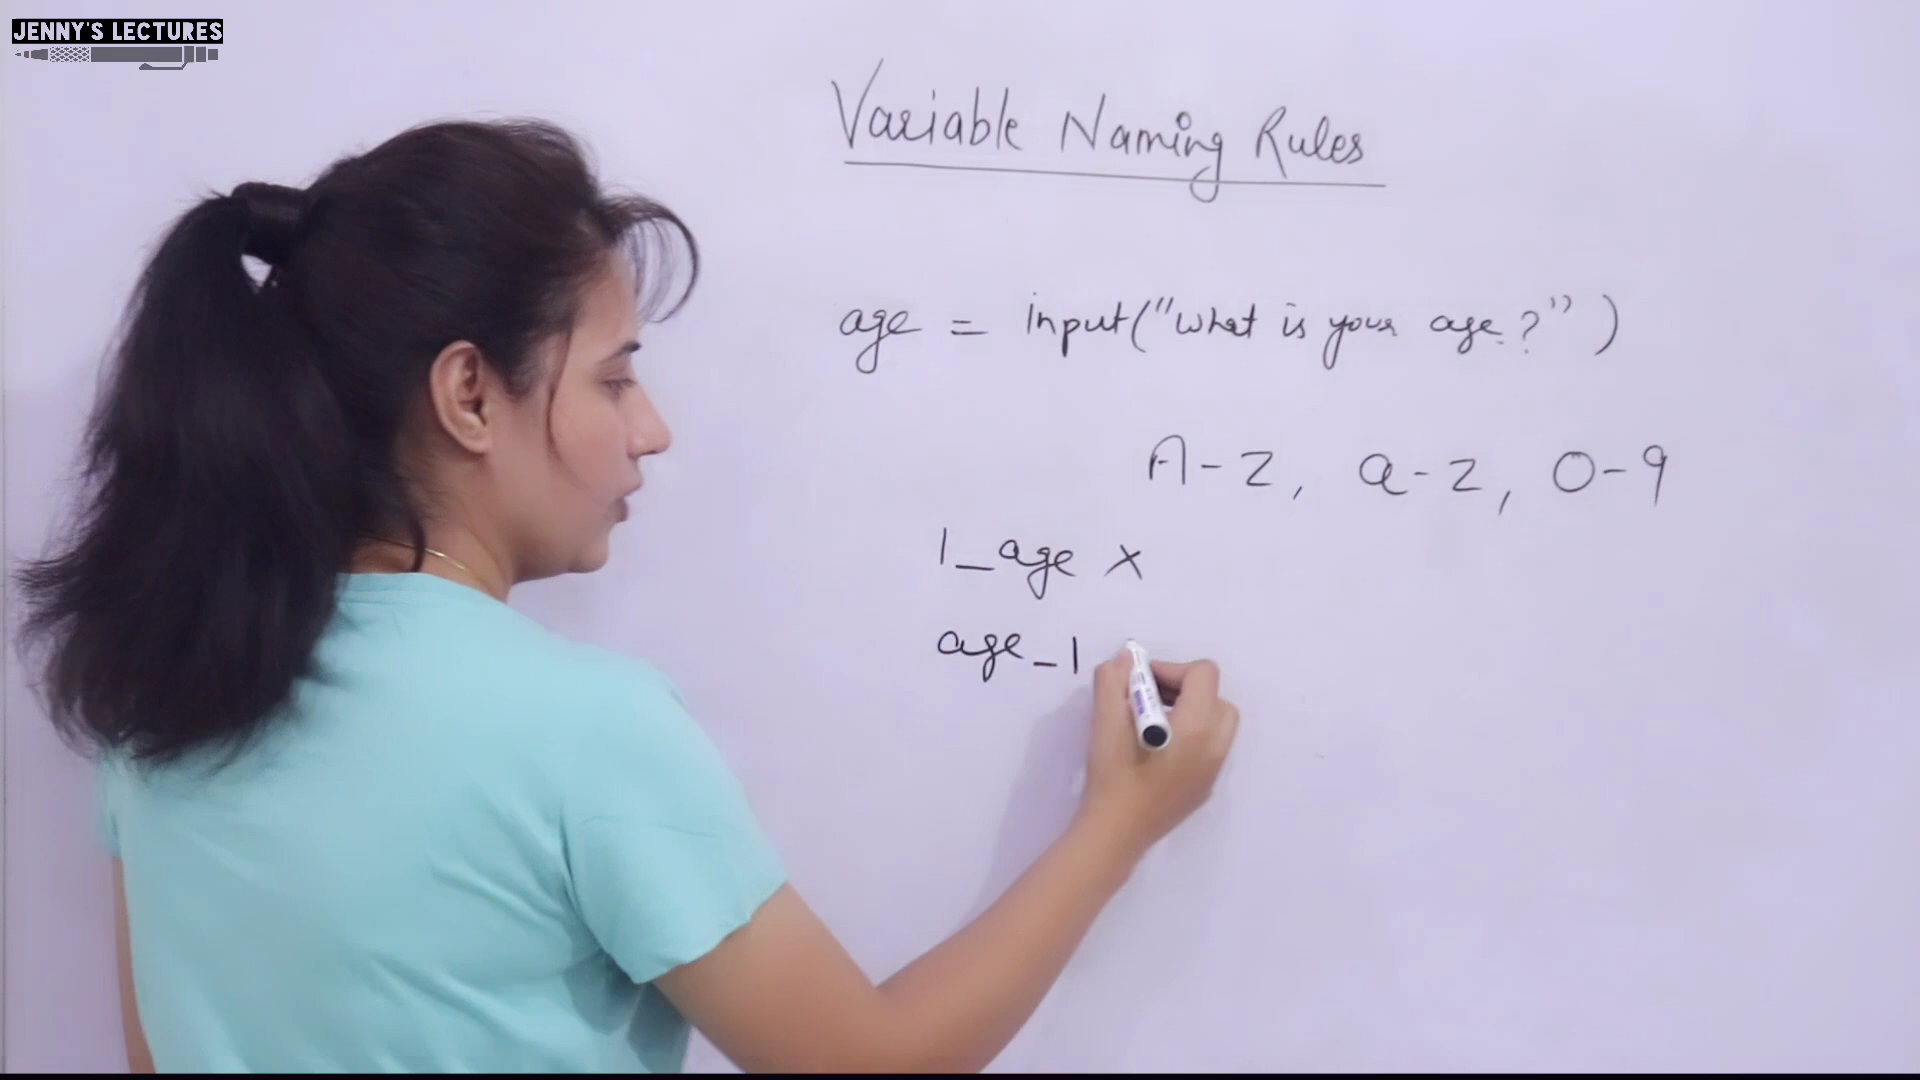 JENNY'S LECTURES
Variable Naming Rules
age = input("what is your age?")
A-Z, a-z, 0-9
1_age ×
age_1